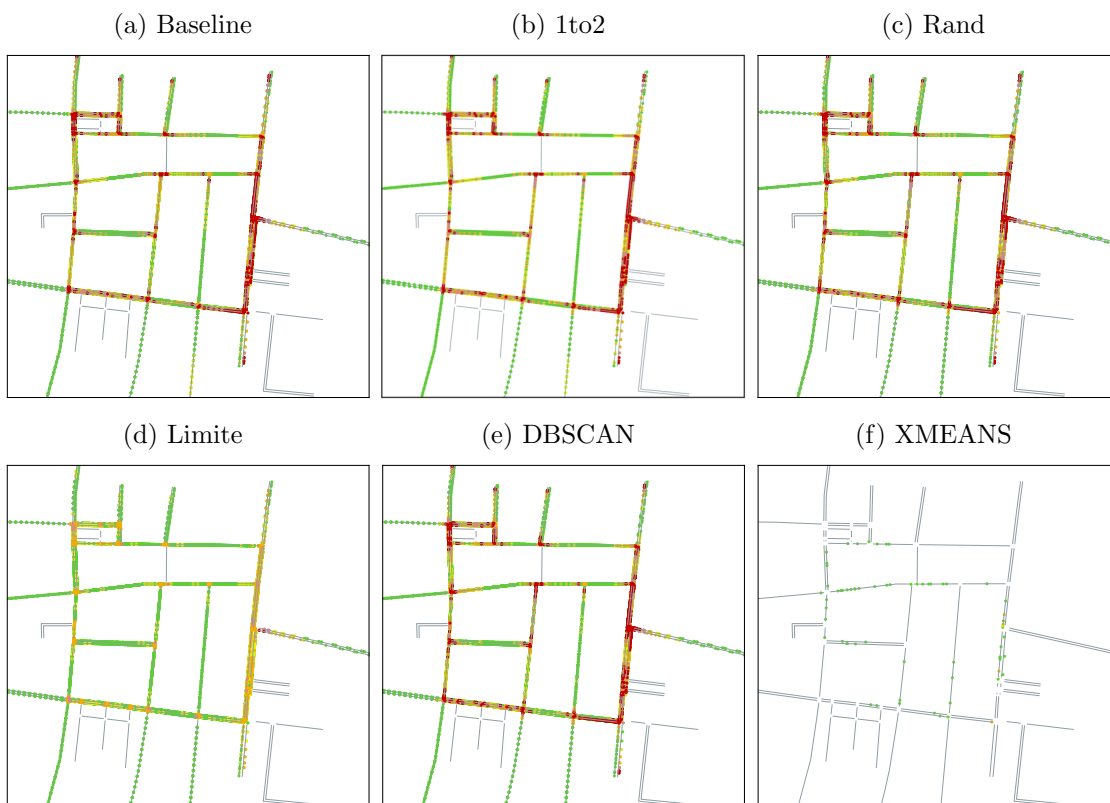 (a) Baseline
(b) 1to2
(c) Rand
(d) Limite
(e) DBSCAN
(f) XMEANS